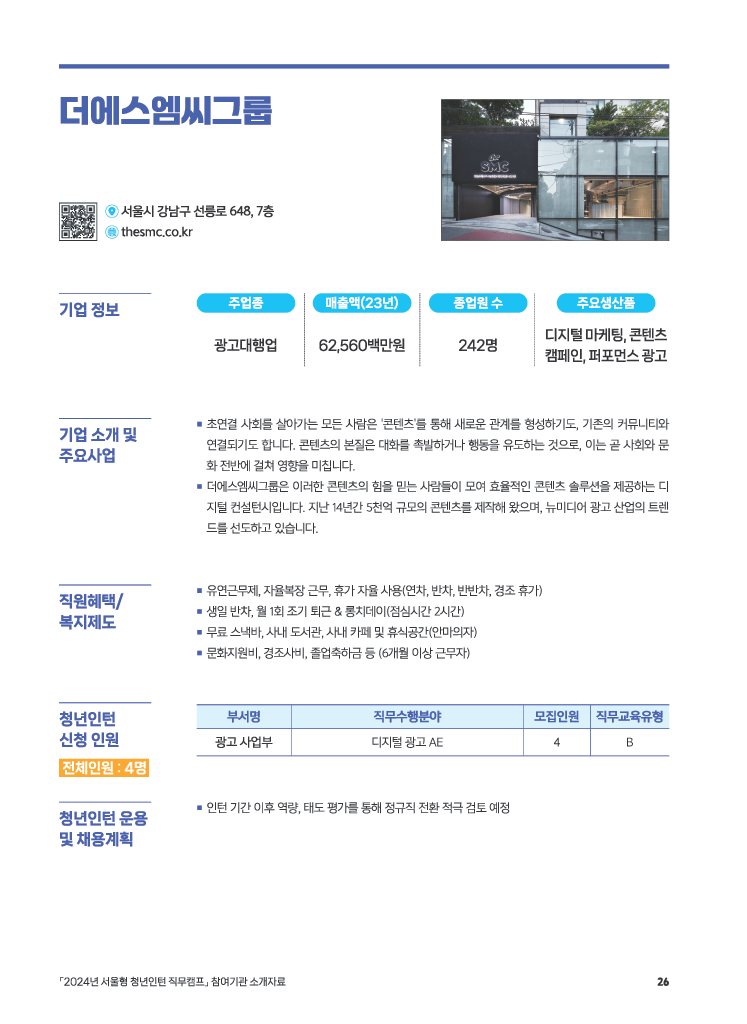 더에스엠씨그룹
the
SMC
서울시 강남구 선릉로 648, 7층
thesmc.co.kr
기업 정보
주업종
매출액(23년)
종업원 수
주요생산품
광고대행업
62,560백만원
242명
디지털 마케팅, 콘텐츠
캠페인, 퍼포먼스 광고
기업 소개 및
주요사업
■ 초연결 사회를 살아가는 모든 사람은 '콘텐츠'를 통해 새로운 관계를 형성하기도, 기존의 커뮤니티와
연결되기도 합니다. 콘텐츠의 본질은 대화를 촉발하거나 행동을 유도하는 것으로, 이는 곧 사회와 문
화 전반에 걸쳐 영향을 미칩니다.
■ 더에스엠씨그룹은 이러한 콘텐츠의 힘을 믿는 사람들이 모여 효율적인 콘텐츠 솔루션을 제공하는 디
지털 컨설턴시입니다. 지난 14년간 5천억 규모의 콘텐츠를 제작해 왔으며, 뉴미디어 광고 산업의 트렌
드를 선도하고 있습니다.
직원혜택/
복지제도
■ 유연근무제, 자율복장 근무, 휴가 자율 사용(연차, 반차, 반반차, 경조 휴가)
■ 생일 반차, 월 1회 조기 퇴근 & 롱치데이(점심시간 2시간)
■ 무료 스낵바, 사내 도서관, 사내 카페 및 휴식공간(안마의자)
■ 문화지원비, 경조사비, 졸업축하금 등 (6개월 이상 근무자)
청년인턴
신청 인원
전체인원 : 4명
부서명
직무수행분야
모집인원
직무교육유형
광고 사업부
디지털 광고 AE
4
B
청년인턴 운용
및 채용계획
■ 인턴 기간 이후 역량, 태도 평가를 통해 정규직 전환 적극 검토 예정
「2024년 서울형 청년인턴 직무캠프」 참여기관 소개자료
26